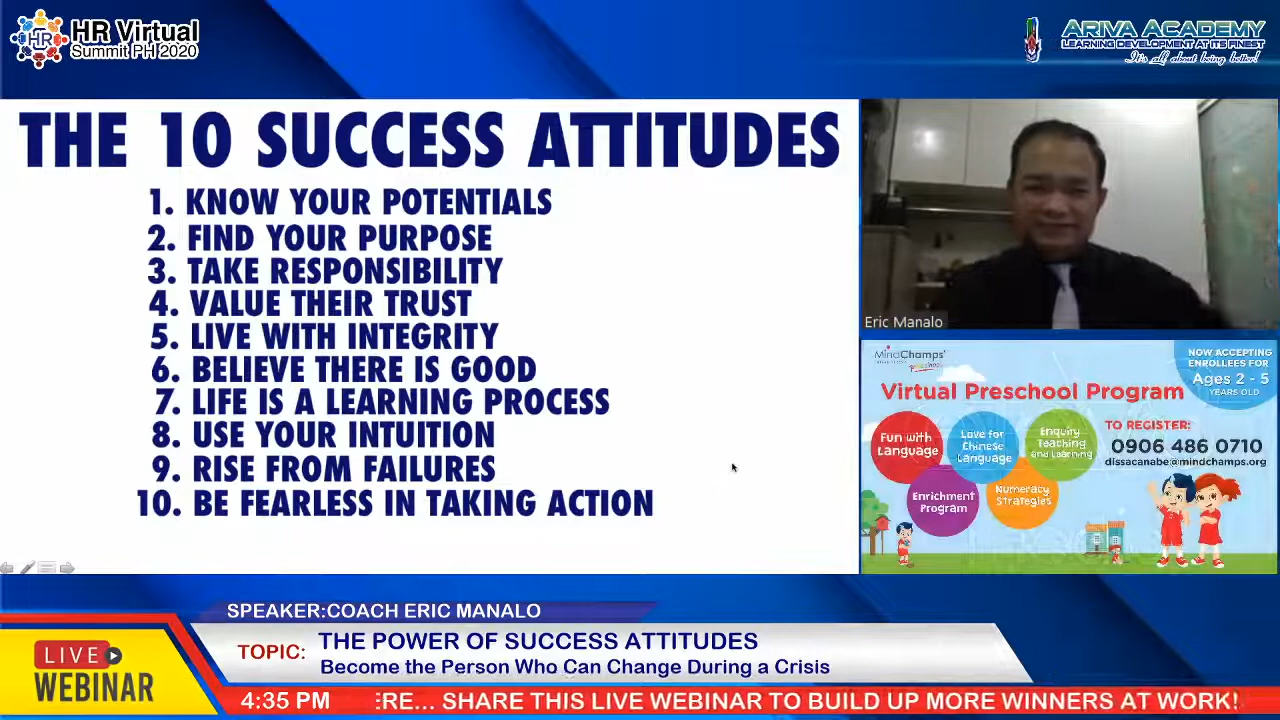 HR
HR Virtual
Summit PH 2020
ARIVA ACADEMY
LEARNING DEVELOPMENT AT ITS FINEST
It's all about being better!
THE 10 SUCCESS ATTITUDES
1. KNOW YOUR POTENTIALS
2. FIND YOUR PURPOSE
3. TAKE RESPONSIBILITY
4. VALUE THEIR TRUST
5. LIVE WITH INTEGRITY
6. BELIEVE THERE IS GOOD
7. LIFE IS A LEARNING PROCESS
8. USE YOUR INTUITION
9. RISE FROM FAILURES
10. BE FEARLESS IN TAKING ACTION
Eric Manalo
MindChamps
Preschool
NOW ACCEPTING
ENROLLEES FOR
Ages 2 - 5
YEARS OLD
Virtual Preschool Program
Fun with
Language
Love for
Chinese
Language
Enquiry
Teaching
and Learning
Enrichment
Program
Numeracy
Strategies
TO REGISTER:
0906 486 0710
dissacanabe@mindchamps.org
SPEAKER:COACH ERIC MANALO
TOPIC: THE POWER OF SUCCESS ATTITUDES
Become the Person Who Can Change During a Crisis
LIVE
WEBINAR
4:35 PM
RE... SHARE THIS LIVE WEBINAR TO BUILD UP MORE WINNERS AT WORK!